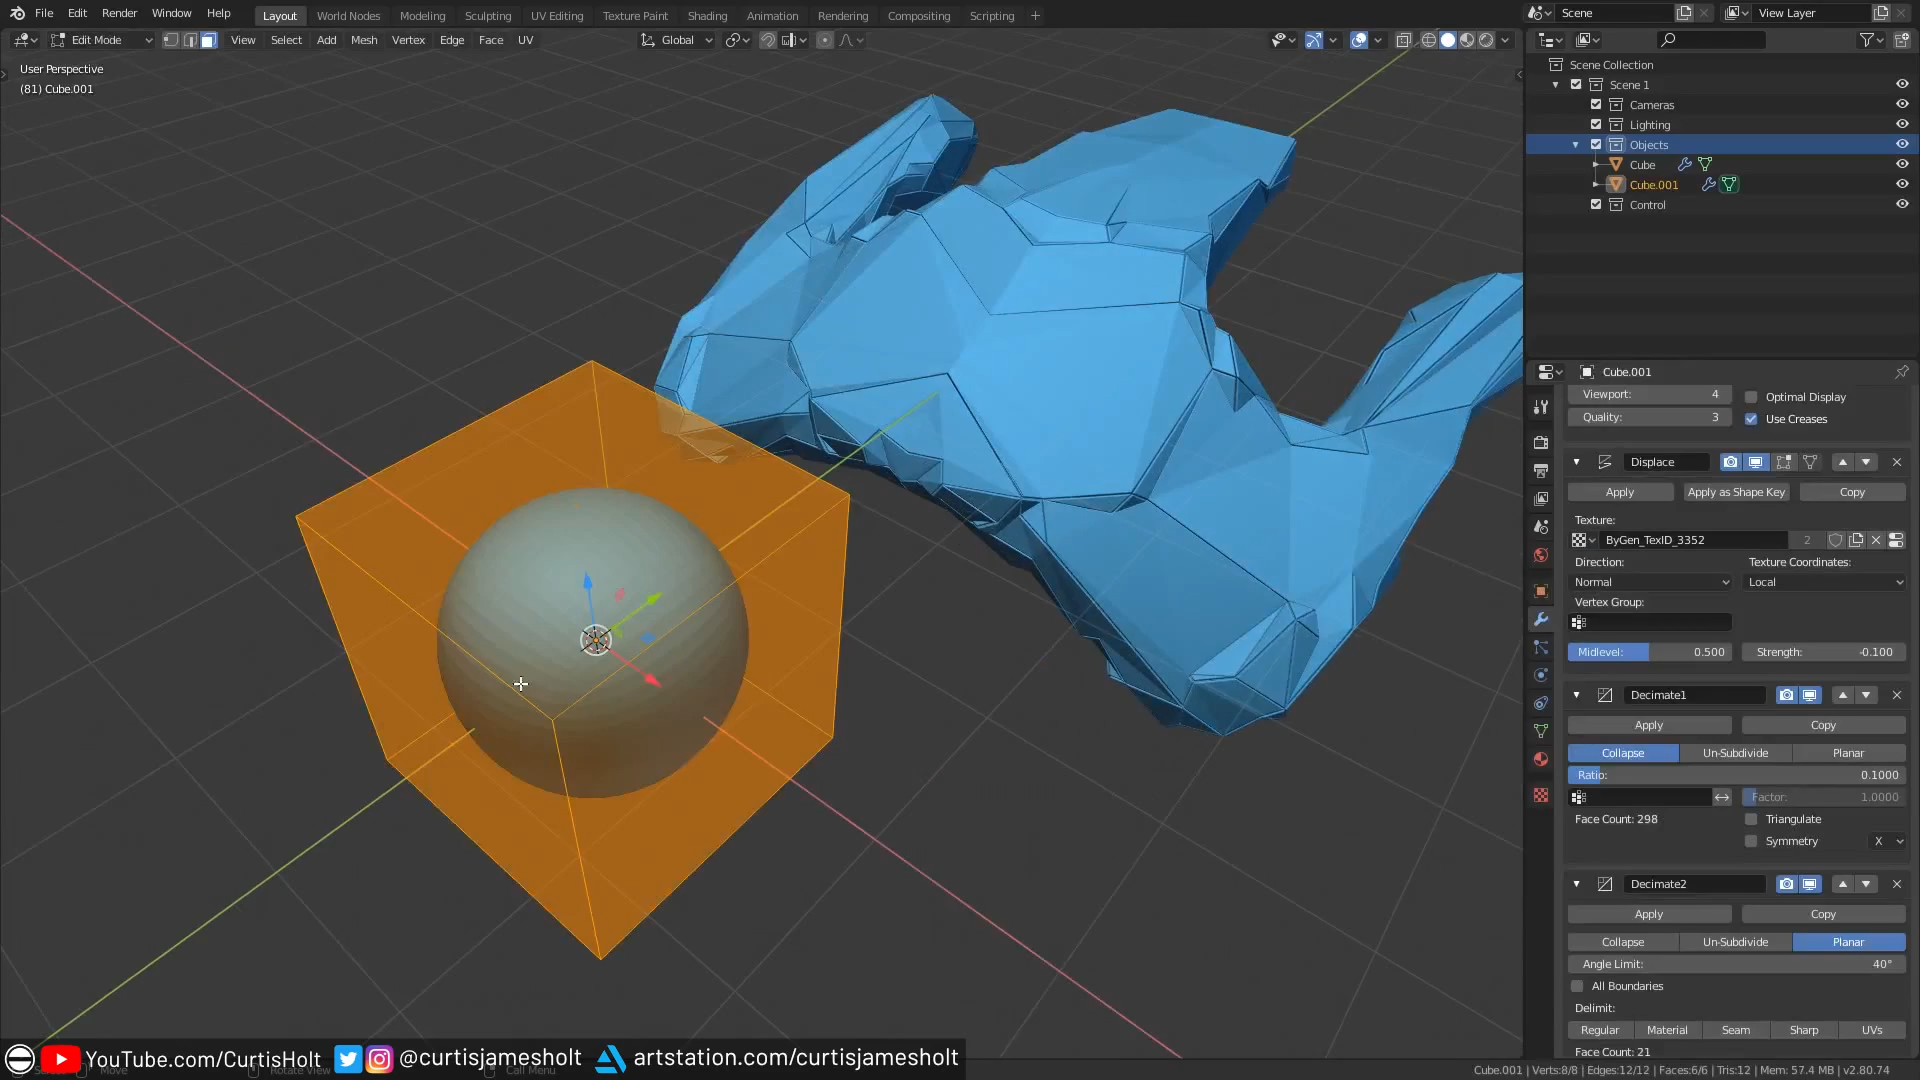 File Edit Render Window Help Layout World Nodes Modeling Sculpting UV Editing Texture Paint Shading Animation Rendering Compositing Scripting + Scene View Layer
Edit Mode View Select Add Mesh Vertex Edge Face UV Global
User Perspective
(81) Cube.001
Scene Collection
Scene 1
Cameras
Lighting
Objects
Cube
Cube.001
Control
Cube.001
Viewport: 4 Optimal Display
Quality: 3 Use Creases
Displace
Apply Apply as Shape Key Copy
Texture:
ByGen_TexID_3352 2
Direction: Texture Coordinates:
Normal Local
Vertex Group:
Midlevel: 0.500 Strength: -0.100
Decimate1
Apply Copy
Collapse Un-Subdivide Planar
Ratio: 0.1000
Factor: 1.0000
Face Count: 298 Triangulate
Symmetry X
Decimate2
Apply Copy
Collapse Un-Subdivide Planar
Angle Limit: 40°
All Boundaries
Delimit:
Regular Material Seam Sharp UVs
Face Count: 21
YouTube.com/CurtisHolt @curtisjamesholt artstation.com/curtisjamesholt
Move Rotate View Call Menu Cube.001 | Verts:8/8 | Edges:12/12 | Faces:6/6 | Tris:12 | Mem: 57.4 MB | v2.80.74